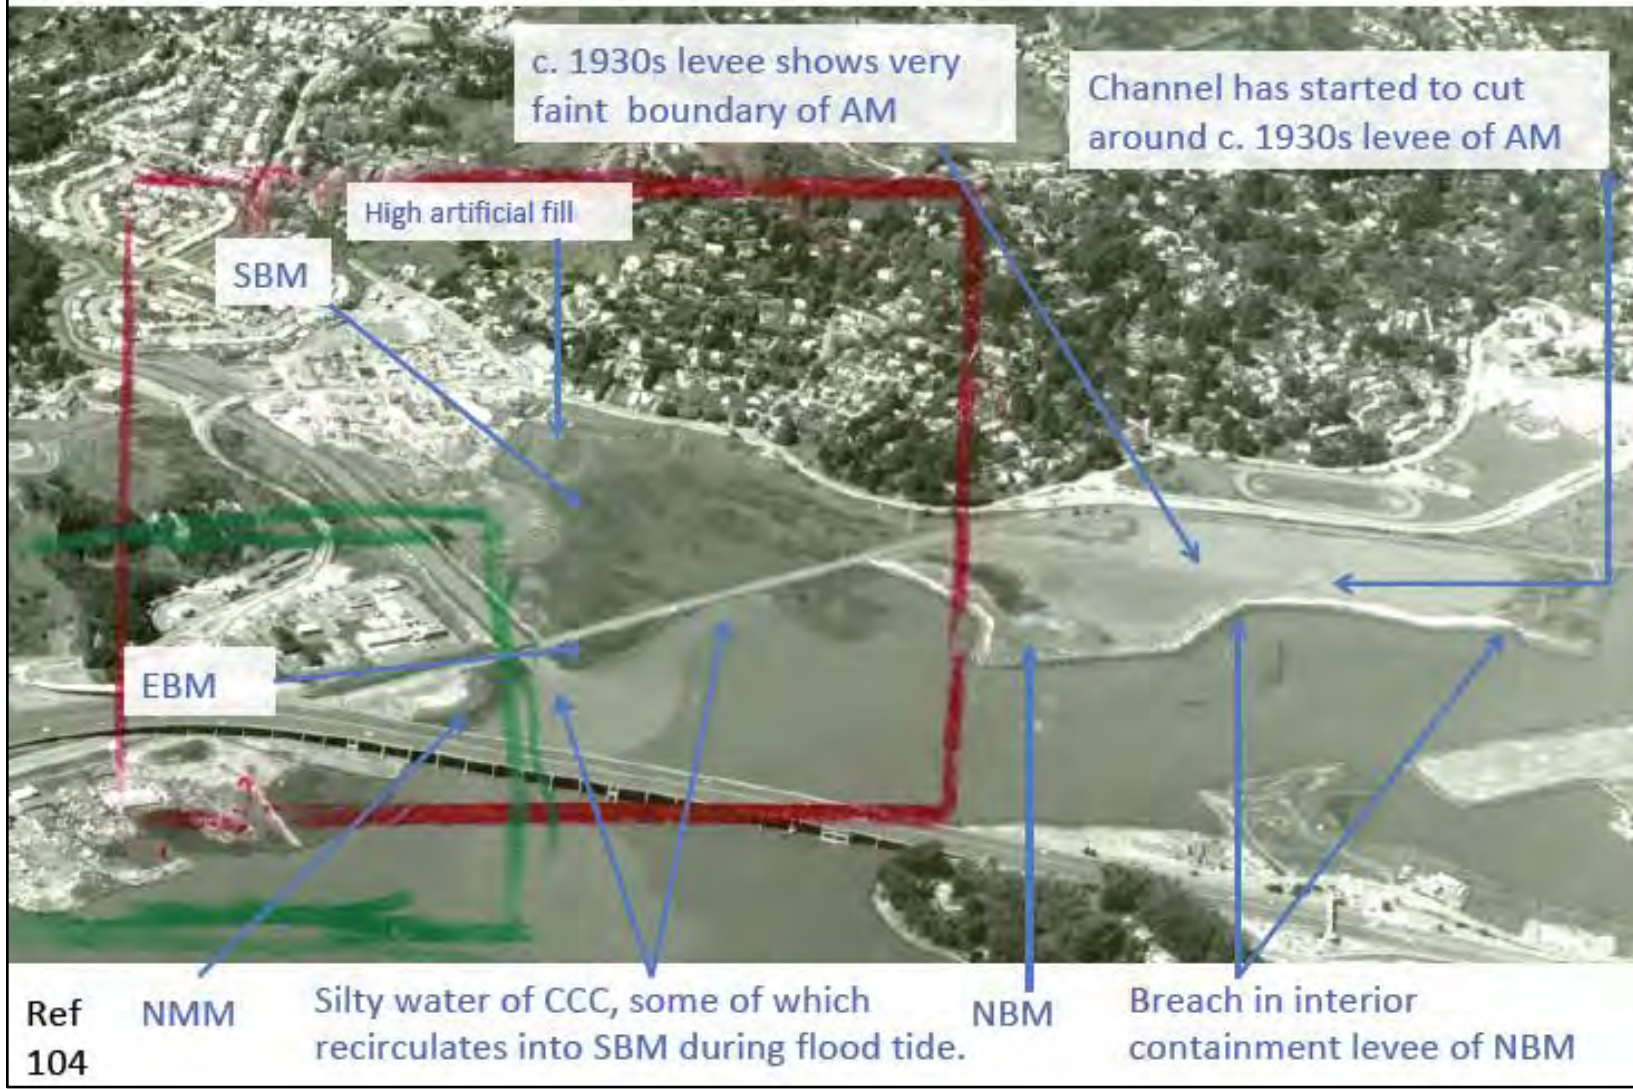 c. 1930s levee shows very
faint boundary of AM
Channel has started to cut
around c. 1930s levee of AM
High artificial fill
SBM
EBM
Ref
104
NMM
Silty water of CCC, some of which
recirculates into SBM during flood tide.
NBM
Breach in interior
containment levee of NBM